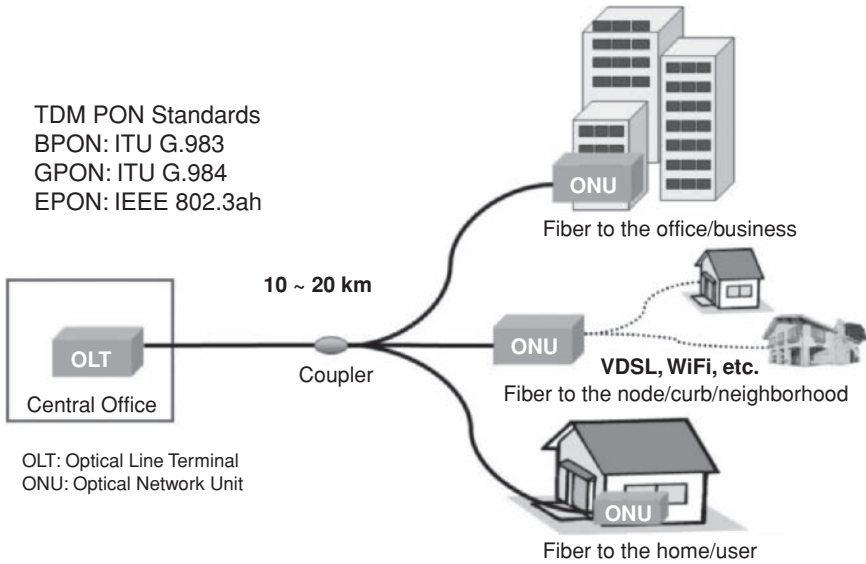 TDM PON Standards
BPON: ITU G.983
GPON: ITU G.984
EPON: IEEE 802.3ah
ONU
Fiber to the office/business
10 ~ 20 km
OLT
Central Office
Coupler
ONU
VDSL, WiFi, etc.
Fiber to the node/curb/neighborhood
OLT: Optical Line Terminal
ONU: Optical Network Unit
ONU
Fiber to the home/user